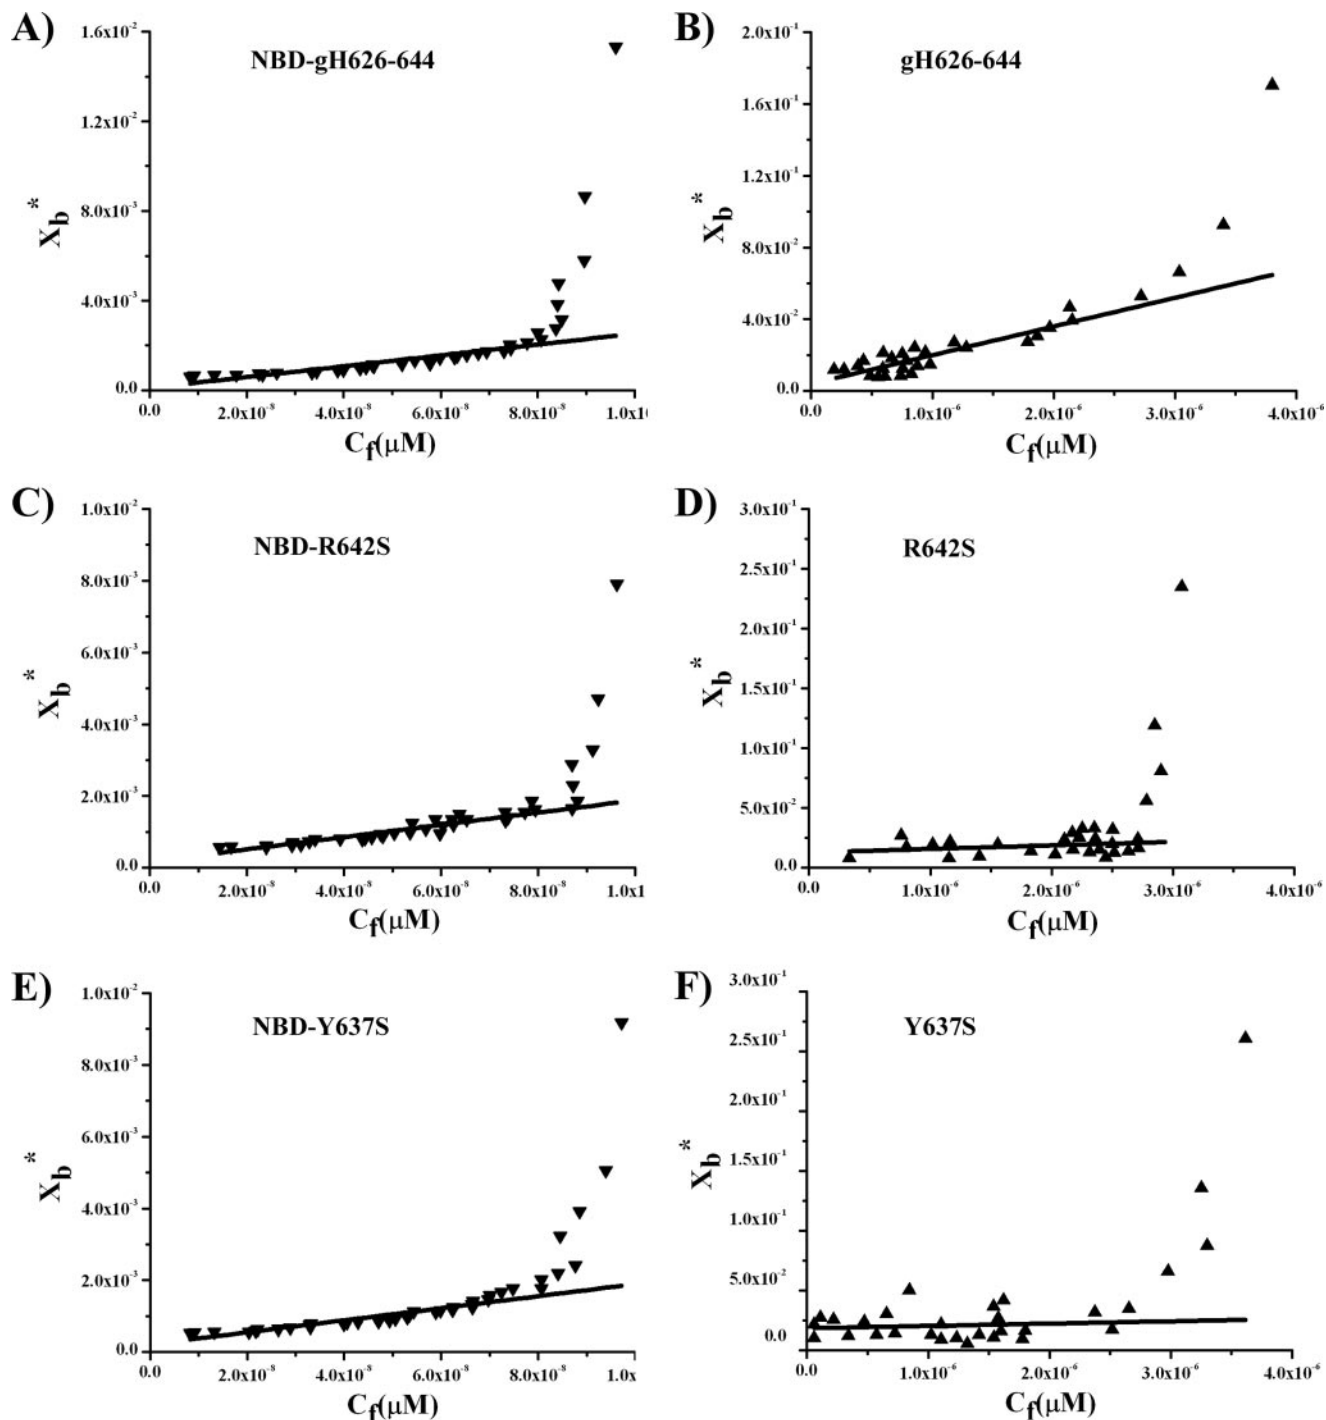 A)
NBD-gH626-644
1.6x10⁻²
1.2x10⁻²
8.0x10⁻³
4.0x10⁻³
0.0
X_b*
0.0 2.0x10⁻⁸ 4.0x10⁻⁸ 6.0x10⁻⁸ 8.0x10⁻⁸ 1.0x1
C_f(μM)
B)
gH626-644
2.0x10⁻¹
1.6x10⁻¹
1.2x10⁻¹
8.0x10⁻²
4.0x10⁻²
0.0
X_b*
0.0 1.0x10⁻⁶ 2.0x10⁻⁶ 3.0x10⁻⁶ 4.0x10⁻⁶
C_f(μM)
C)
NBD-R642S
1.0x10⁻²
8.0x10⁻³
6.0x10⁻³
4.0x10⁻³
2.0x10⁻³
0.0
X_b*
0.0 2.0x10⁻⁸ 4.0x10⁻⁸ 6.0x10⁻⁸ 8.0x10⁻⁸ 1.0x1
C_f(μM)
D)
R642S
3.0x10⁻¹
2.5x10⁻¹
2.0x10⁻¹
1.5x10⁻¹
1.0x10⁻¹
5.0x10⁻²
0.0
X_b*
0.0 1.0x10⁻⁶ 2.0x10⁻⁶ 3.0x10⁻⁶ 4.0x10⁻⁶
C_f(μM)
E)
NBD-Y637S
1.0x10⁻²
8.0x10⁻³
6.0x10⁻³
4.0x10⁻³
2.0x10⁻³
0.0
X_b*
0.0 2.0x10⁻⁸ 4.0x10⁻⁸ 6.0x10⁻⁸ 8.0x10⁻⁸ 1.0x
C_f(μM)
F)
Y637S
3.0x10⁻¹
2.5x10⁻¹
2.0x10⁻¹
1.5x10⁻¹
1.0x10⁻¹
5.0x10⁻²
0.0
X_b*
0.0 1.0x10⁻⁶ 2.0x10⁻⁶ 3.0x10⁻⁶ 4.0x10⁻⁶
C_f(μM)